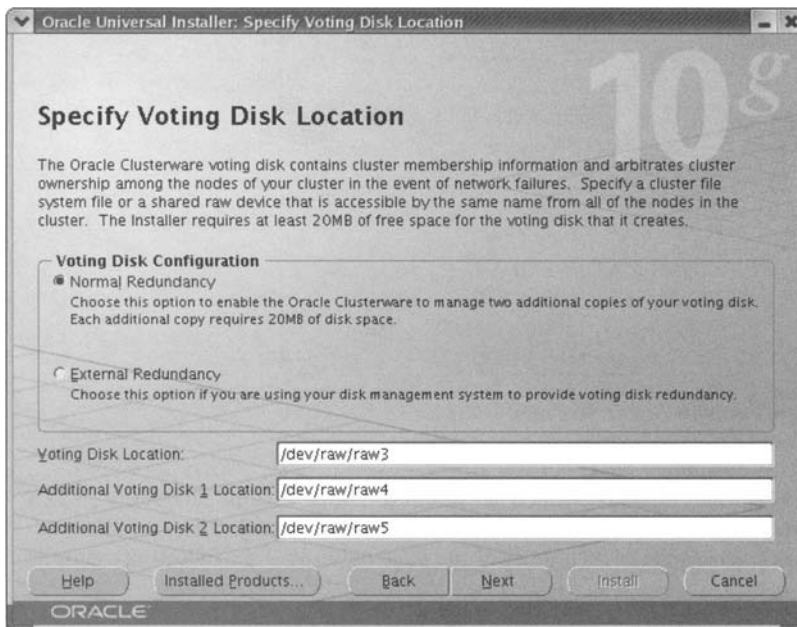 Oracle Universal Installer: Specify Voting Disk Location
10g
Specify Voting Disk Location
The Oracle Clusterware voting disk contains cluster membership information and arbitrates cluster
ownership among the nodes of your cluster in the event of network failures. Specify a cluster file
system file or a shared raw device that is accessible by the same name from all of the nodes in the
cluster. The Installer requires at least 20MB of free space for the voting disk that it creates.
Voting Disk Configuration
Normal Redundancy
Choose this option to enable the Oracle Clusterware to manage two additional copies of your voting disk.
Each additional copy requires 20MB of disk space.
External Redundancy
Choose this option if you are using your disk management system to provide voting disk redundancy.
Voting Disk Location: /dev/raw/raw3
Additional Voting Disk 1 Location: /dev/raw/raw4
Additional Voting Disk 2 Location: /dev/raw/raw5
Help Installed Products... Back Next Install Cancel
ORACLE